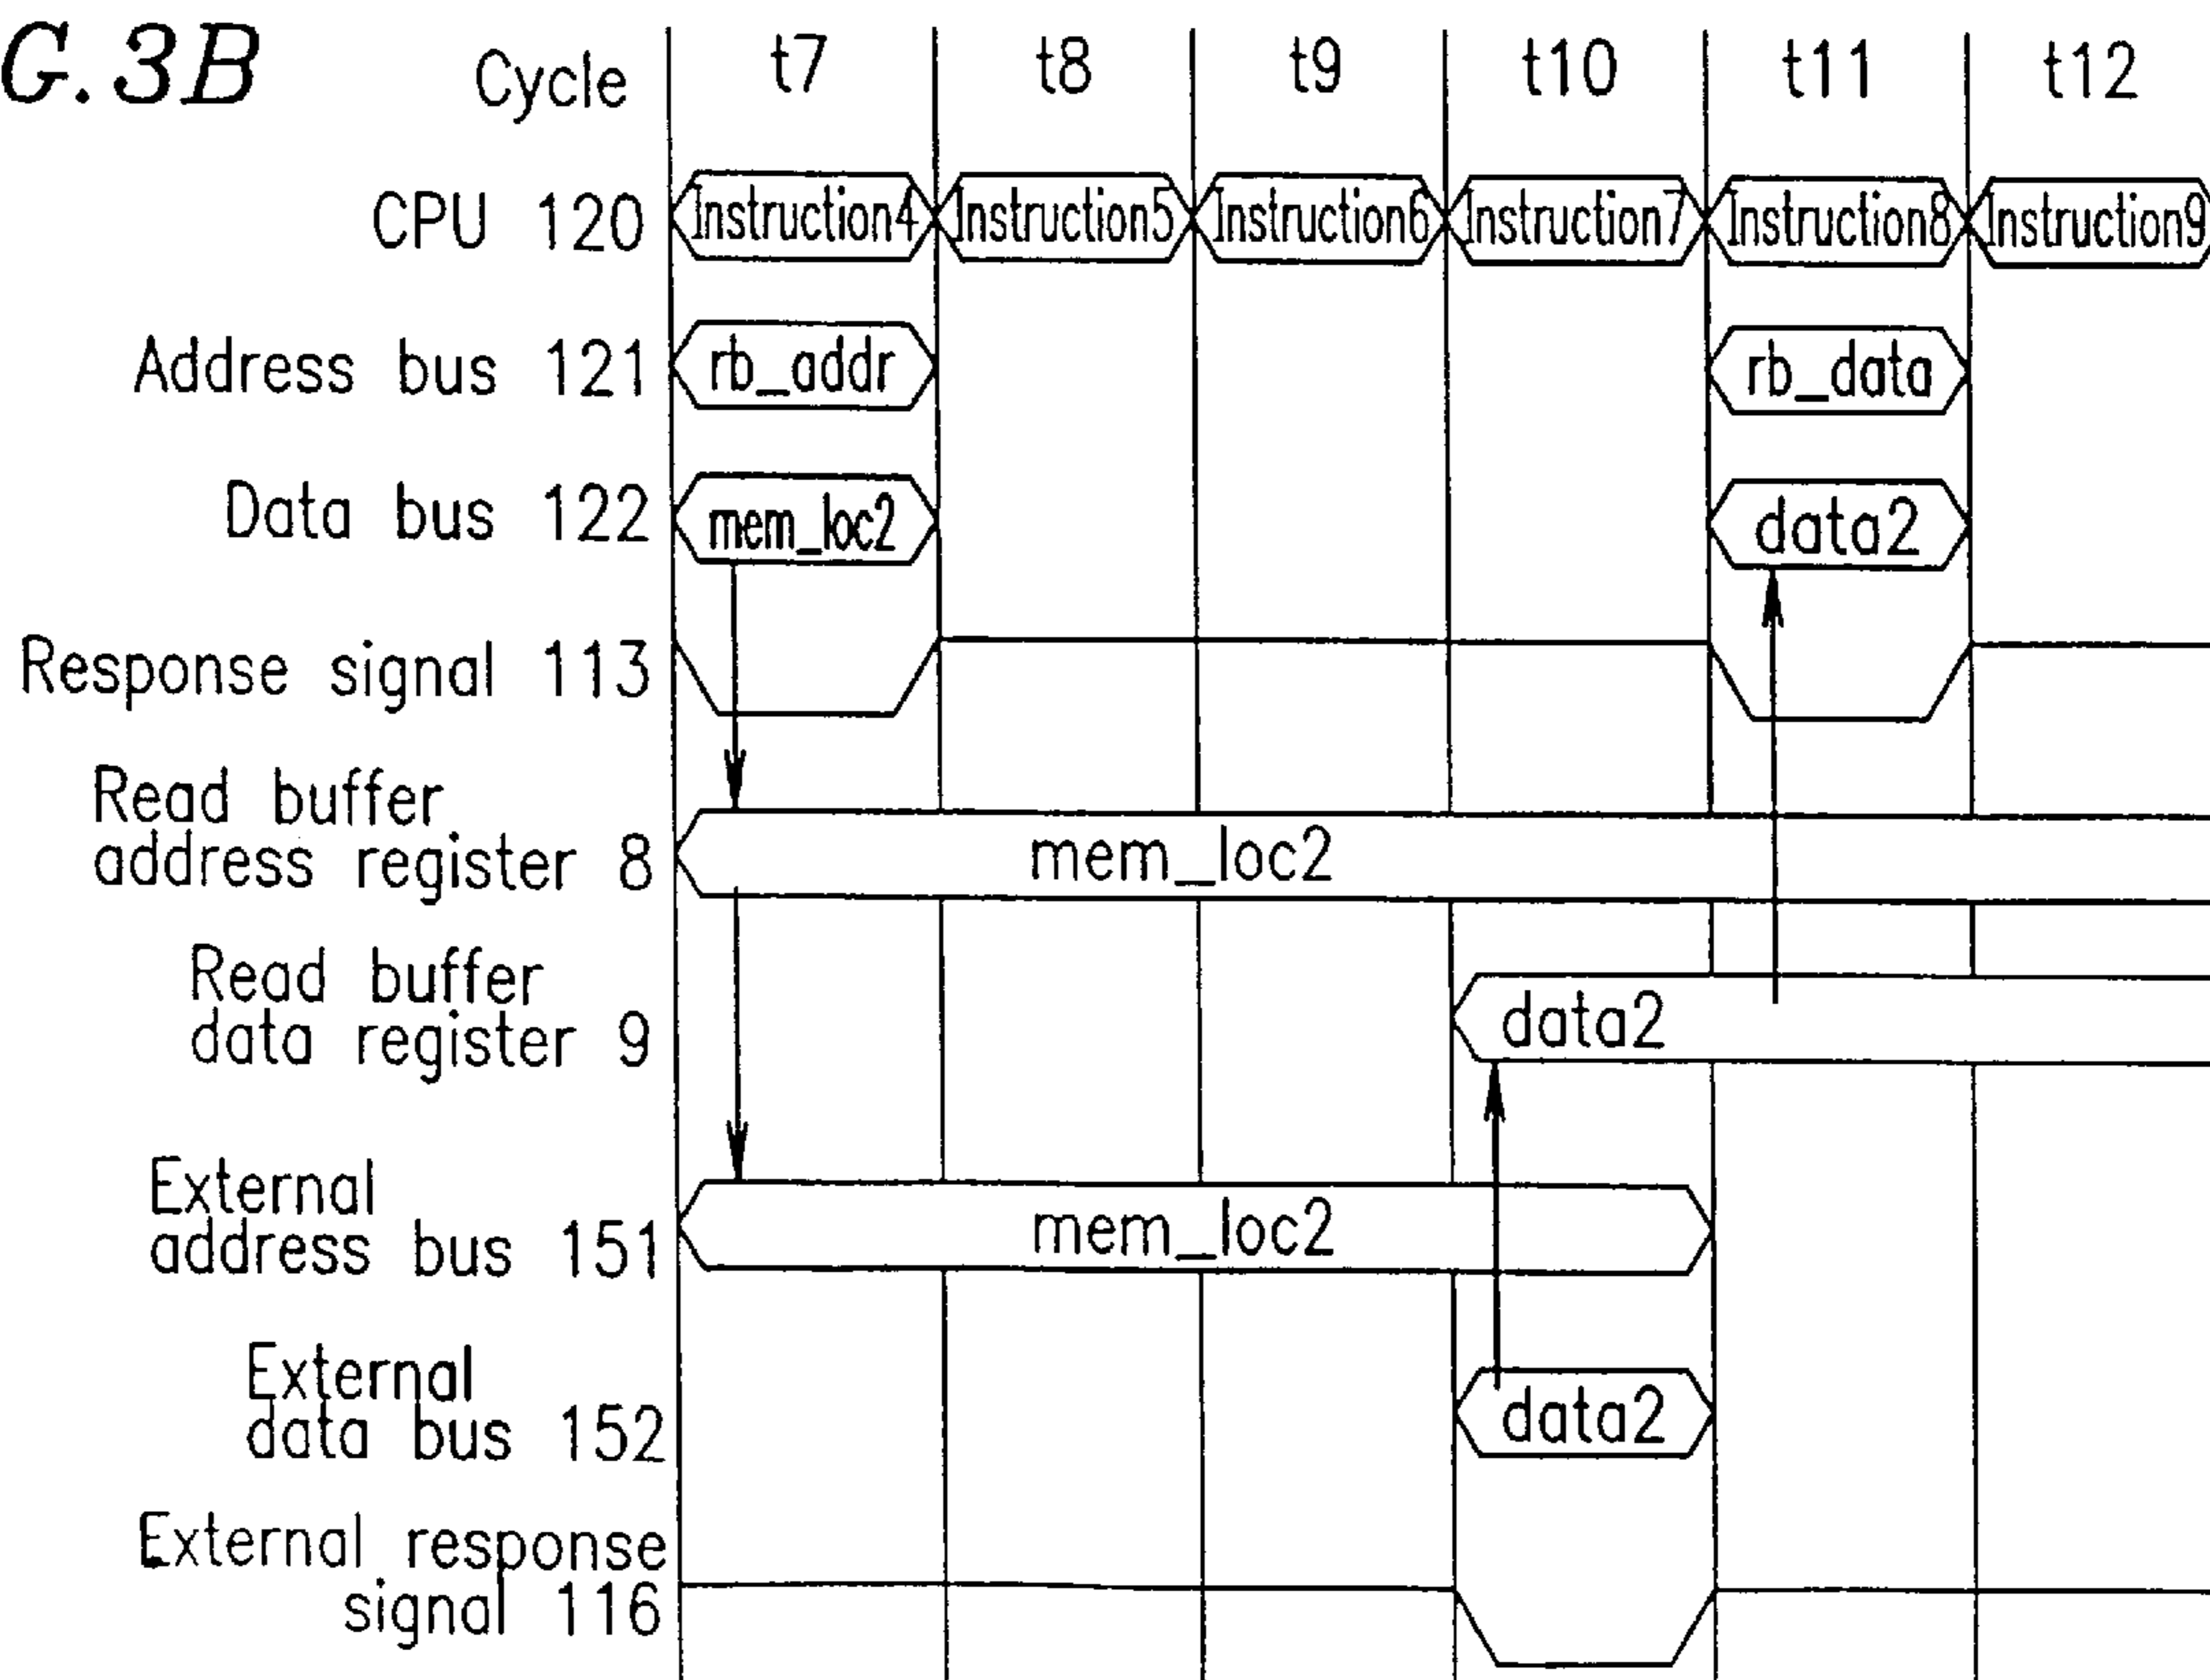 G.3B
Cycle t7 t8 t9 t10 t11 t12
CPU 120 Instruction4 Instruction5 Instruction6 Instruction7 Instruction8 Instruction9
Address bus 121 rb_addr rb_data
Data bus 122 mem_loc2 data2
Response signal 113
Read buffer
address register 8 mem_loc2
Read buffer
data register 9 data2
External
address bus 151 mem_loc2
External
data bus 152 data2
External response
signal 116